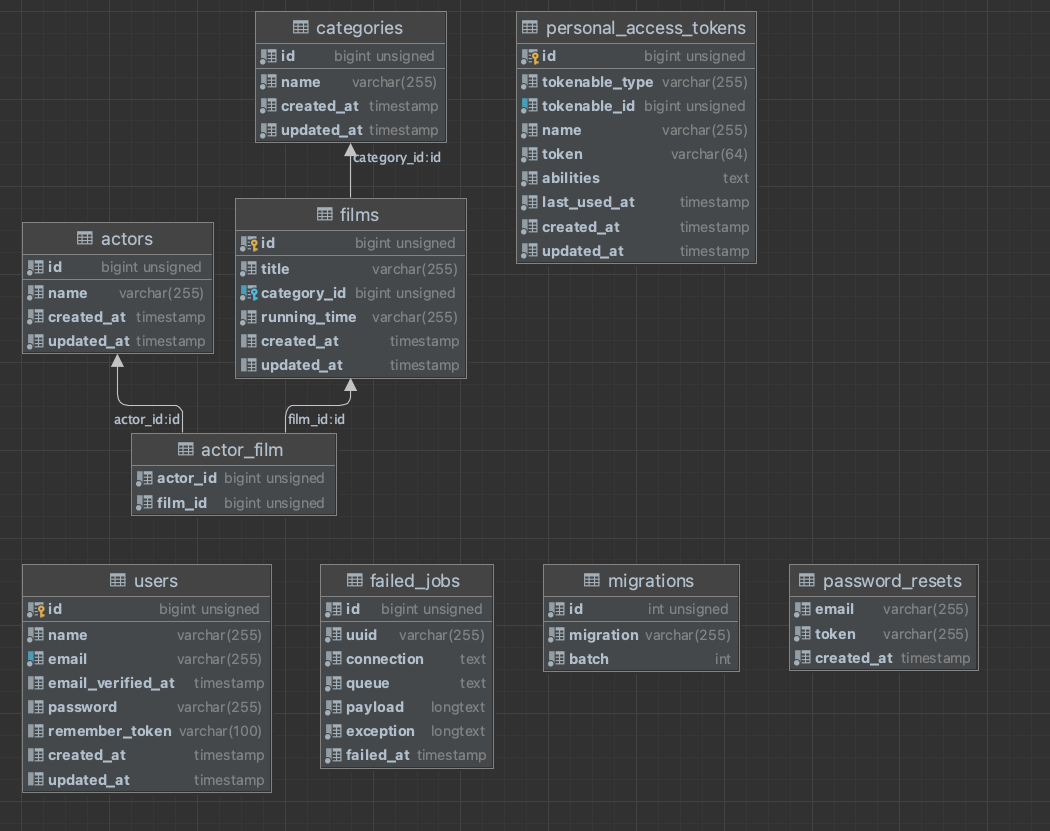 categories
id bigint unsigned
name varchar(255)
created_at timestamp
updated_at timestamp
category_id:id
personal_access_tokens
id bigint unsigned
tokenable_type varchar(255)
tokenable_id bigint unsigned
name varchar(255)
token varchar(64)
abilities text
last_used_at timestamp
created_at timestamp
updated_at timestamp
films
id bigint unsigned
title varchar(255)
category_id bigint unsigned
running_time varchar(255)
created_at timestamp
updated_at timestamp
actors
id bigint unsigned
name varchar(255)
created_at timestamp
updated_at timestamp
actor_id:id
film_id:id
actor_film
actor_id bigint unsigned
film_id bigint unsigned
users
id bigint unsigned
name varchar(255)
email varchar(255)
email_verified_at timestamp
password varchar(255)
remember_token varchar(100)
created_at timestamp
updated_at timestamp
failed_jobs
id bigint unsigned
uuid varchar(255)
connection text
queue text
payload longtext
exception longtext
failed_at timestamp
migrations
id int unsigned
migration varchar(255)
batch int
password_resets
email varchar(255)
token varchar(255)
created_at timestamp